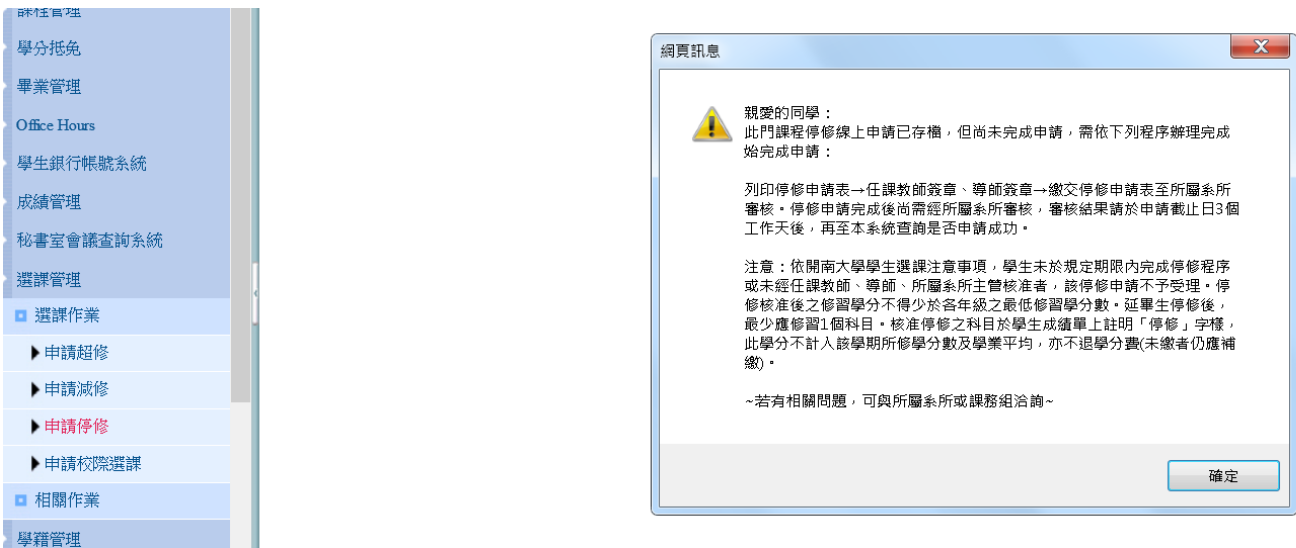 課程管理
學分抵免
畢業管理
Office Hours
學生銀行帳號系統
成績管理
秘書室會議查詢系統
選課管理
選課作業
申請超修
申請減修
申請停修
申請校際選課
相關作業
學籍管理
網頁訊息
親愛的同學：
此門課程停修線上申請已存檔，但尚未完成申請，需依下列程序辦理完成
始完成申請：
列印停修申請表→任課教師簽章、導師簽章→繳交停修申請表至所屬系所
審核。停修申請完成後尚需經所屬系所審核，審核結果請於申請截止日3個
工作天後，再至本系統查詢是否申請成功。
注意：依開南大學學生選課注意事項，學生未於規定期限內完成停修程序
或未經任課教師、導師、所屬系所主管核准者，該停修申請不予受理。停
修核准後之修習學分不得少於各年級之最低修習學分數。延畢生停修後，
最少應修習1個科目。核准停修之科目於學生成績單上註明「停修」字樣，
此學分不計入該學期所修學分數及學業平均，亦不退學分費(未繳者仍應補
繳)。
~若有相關問題，可與所屬系所或課務組洽詢~
確定